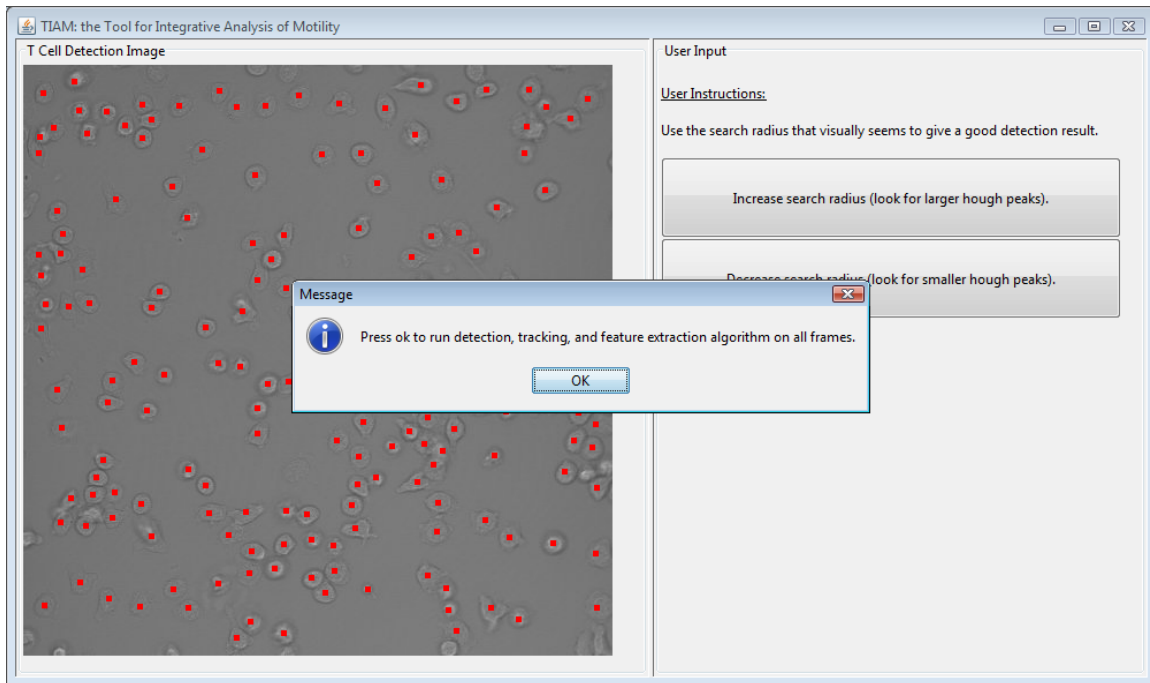 TIAM: the Tool for Integrative Analysis of Motility
T Cell Detection Image
User Input
User Instructions:
Use the search radius that visually seems to give a good detection result.
Increase search radius (look for larger hough peaks).
Decrease search radius (look for smaller hough peaks).
Message
Press ok to run detection, tracking, and feature extraction algorithm on all frames.
OK